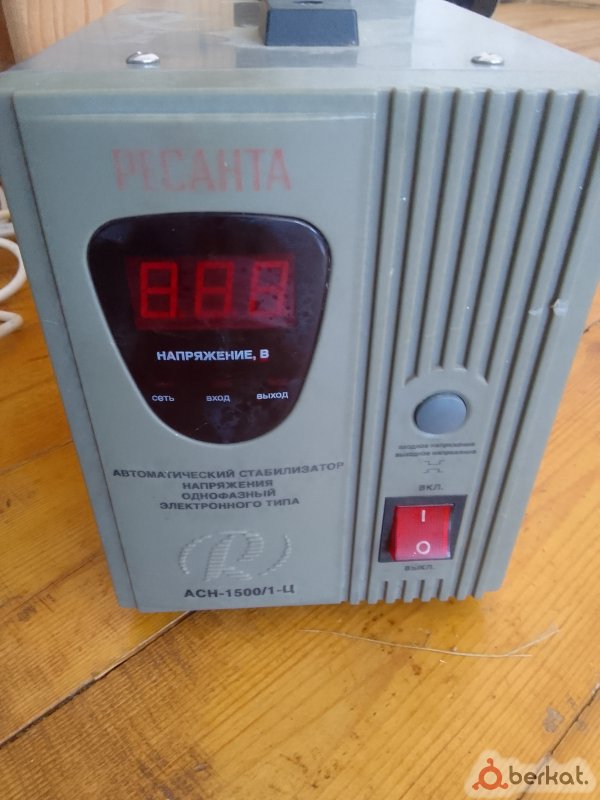 РЕСАНТА
888
НАПРЯЖЕНИЕ, В
сеть вход выход
АВТОМАТИЧЕСКИЙ СТАБИЛИЗАТОР
НАПРЯЖЕНИЯ
ОДНОФАЗНЫЙ
ЭЛЕКТРОННОГО ТИПА
R
АСН-1500/1-Ц
входное напряжение
выходное напряжение
ВКЛ.
I
O
ВЫКЛ.
berkat.